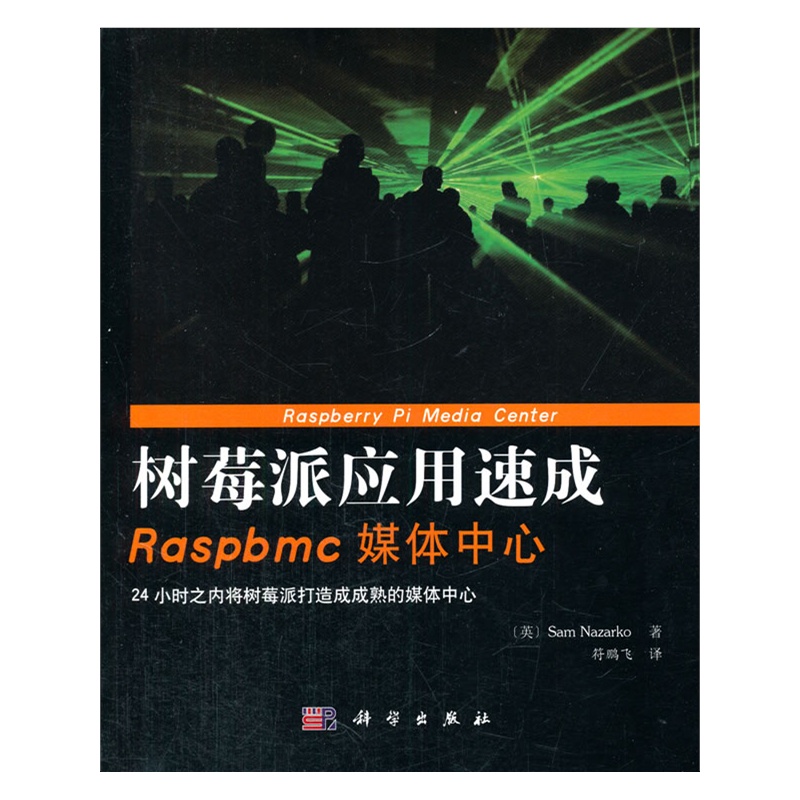 Raspberry Pi Media Center
树莓派应用速成
Raspbmc 媒体中心
24 小时之内将树莓派打造成成熟的媒体中心
〔英〕Sam Nazarko 著
符鹏飞 译
科学出版社